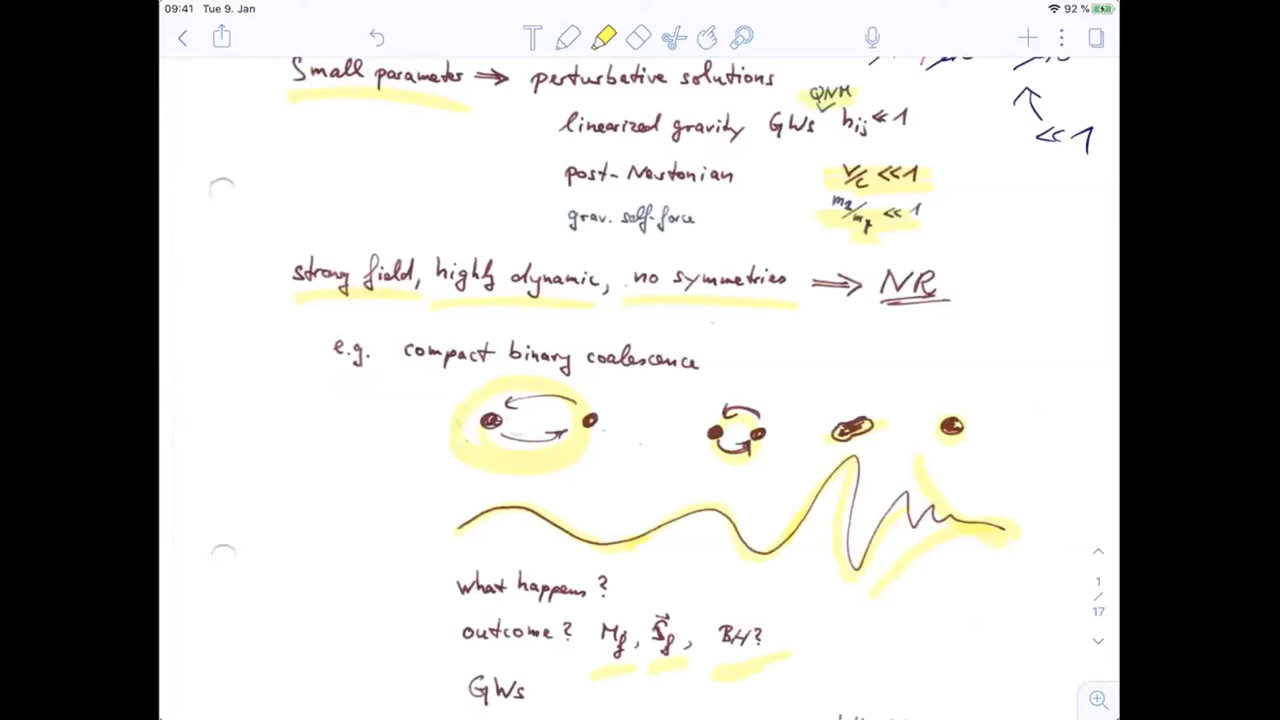 09:41 Tue 9. Jan 92 %
Small parameter ⇒ perturbative solutions
QNM
linearized gravity GWs hij << 1
<< 1
post-Newtonian v/c << 1
grav. self-force m2/m1 << 1
strong field, highly dynamic, no symmetries ⇒ NR
e.g. compact binary coalescence
1
/
17
what happens?
outcome? Mf, S⃗f, BH?
GWs